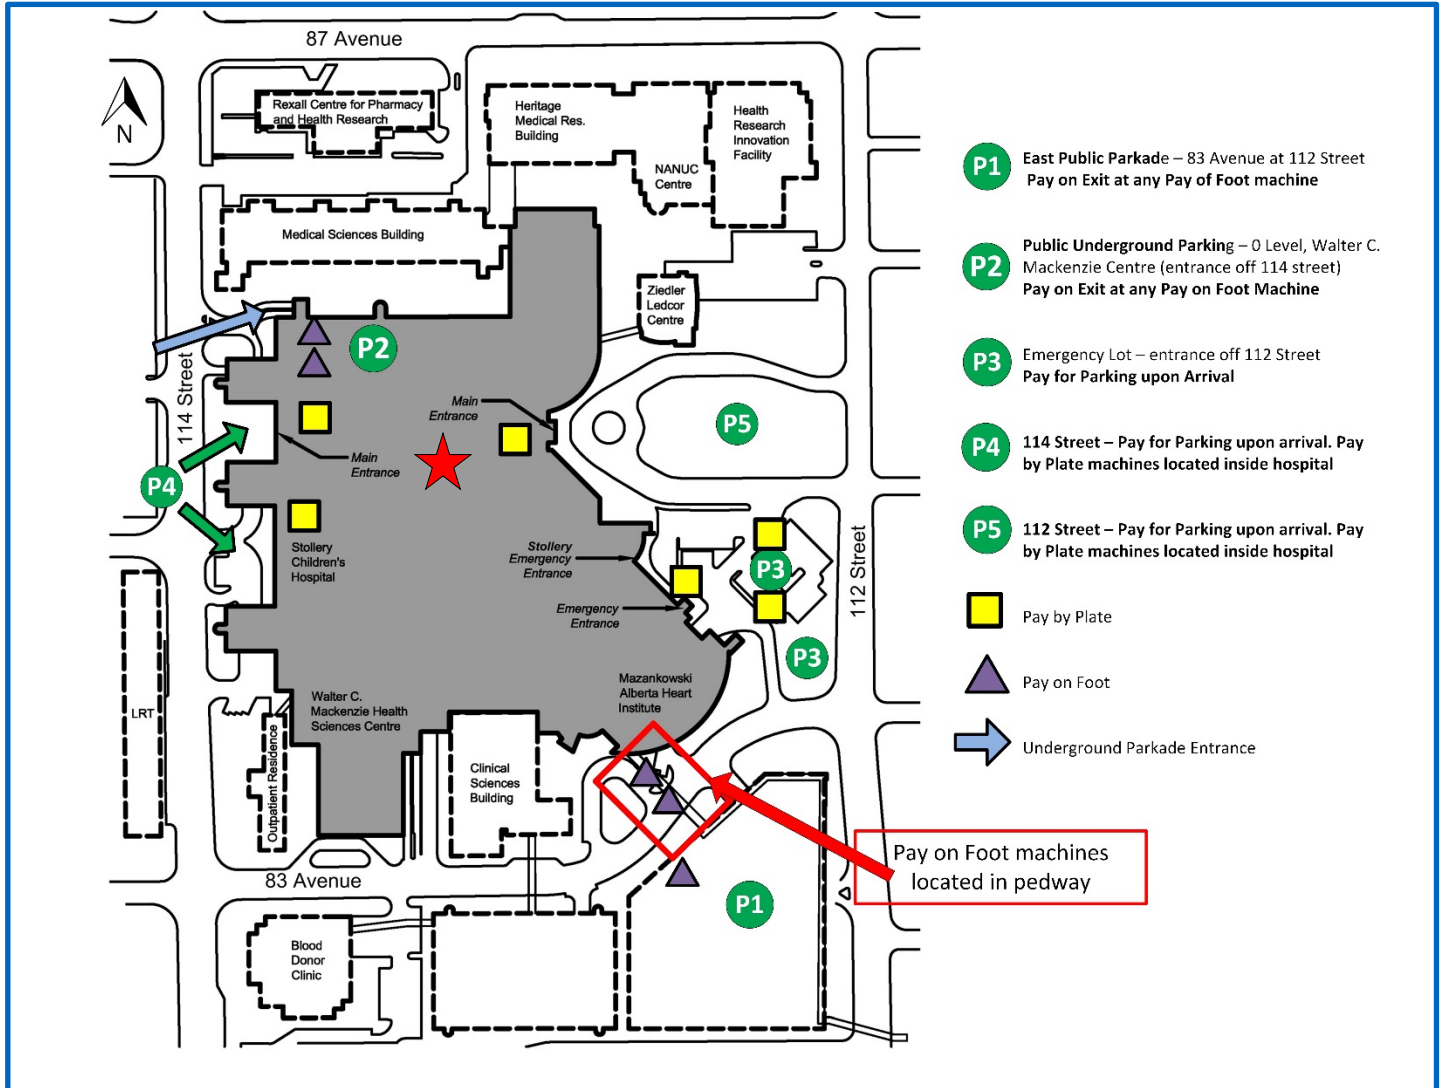 87 Avenue
N
Rexall Centre for Pharmacy
and Health Research
Heritage
Medical Res.
Building
Health
Research
Innovation
Facility
NANUC
Centre
Medical Sciences Building
Ziedler
Ledcor
Centre
P2
114 Street
Main
Entrance
P5
Main
Entrance
P4
Stollery
Children's
Hospital
Stollery
Emergency
Entrance
P3
112 Street
Emergency
Entrance
P3
Mazankowski
Alberta Heart
Institute
Walter C.
Mackenzie Health
Sciences Centre
LRT
Outpatient Residence
Clinical
Sciences
Building
83 Avenue
P1
Blood
Donor
Clinic
P1
East Public Parkade – 83 Avenue at 112 Street
Pay on Exit at any Pay of Foot machine
P2
Public Underground Parking – 0 Level, Walter C.
Mackenzie Centre (entrance off 114 street)
Pay on Exit at any Pay on Foot Machine
P3
Emergency Lot – entrance off 112 Street
Pay for Parking upon Arrival
P4
114 Street – Pay for Parking upon arrival. Pay
by Plate machines located inside hospital
P5
112 Street – Pay for Parking upon arrival. Pay
by Plate machines located inside hospital
Pay by Plate
Pay on Foot
Underground Parkade Entrance
Pay on Foot machines
located in pedway